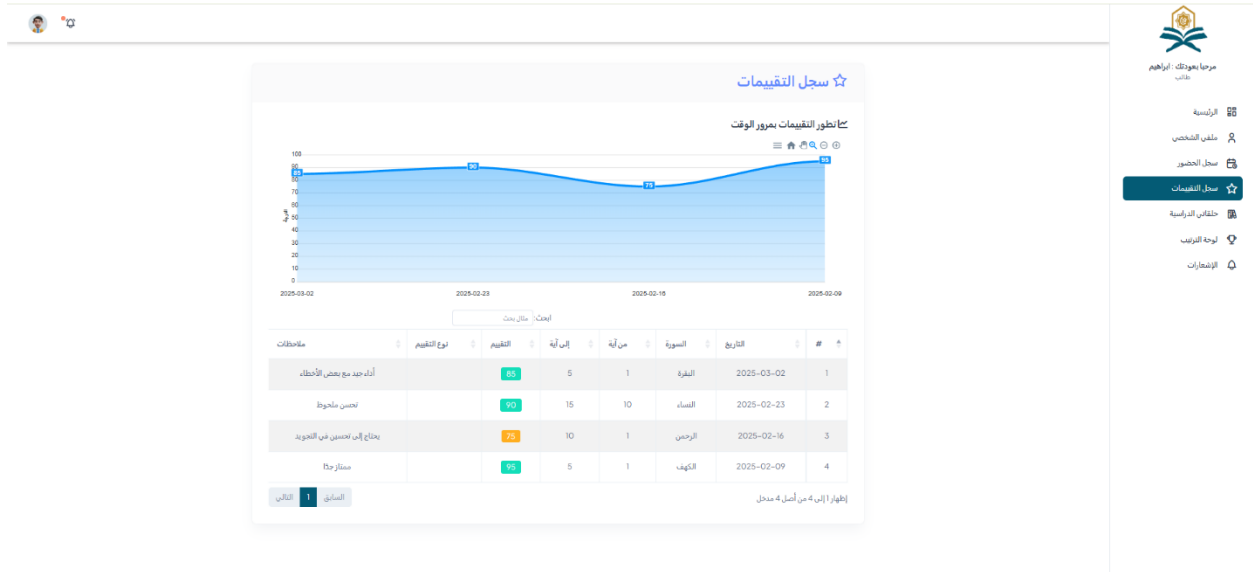 مرحبا بعودتك : ابراهيم
طالب
الرئيسية
ملفي الشخصي
سجل الحضور
سجل التقييمات
حلقاتي الدراسية
لوحة الترتيب
الإشعارات
سجل التقييمات
تطور التقييمات بمرور الوقت
100
90
80
70
60
50
40
30
20
10
0
الدرجة
85 90 75 95
2025-03-02 2025-02-23 2025-02-16 2025-02-09
ابحث: مثال بحث
# التاريخ السورة من آية إلى آية التقييم نوع التقييم ملاحظات
1 2025-03-02 البقرة 1 5 85 أداء جيد مع بعض الأخطاء
2 2025-02-23 النساء 10 15 90 تحسن ملحوظ
3 2025-02-16 الرحمن 1 10 75 يحتاج إلى تحسين في التجويد
4 2025-02-09 الكهف 1 5 95 ممتاز جدًا
إظهار 1 إلى 4 من أصل 4 مدخل
السابق 1 التالي